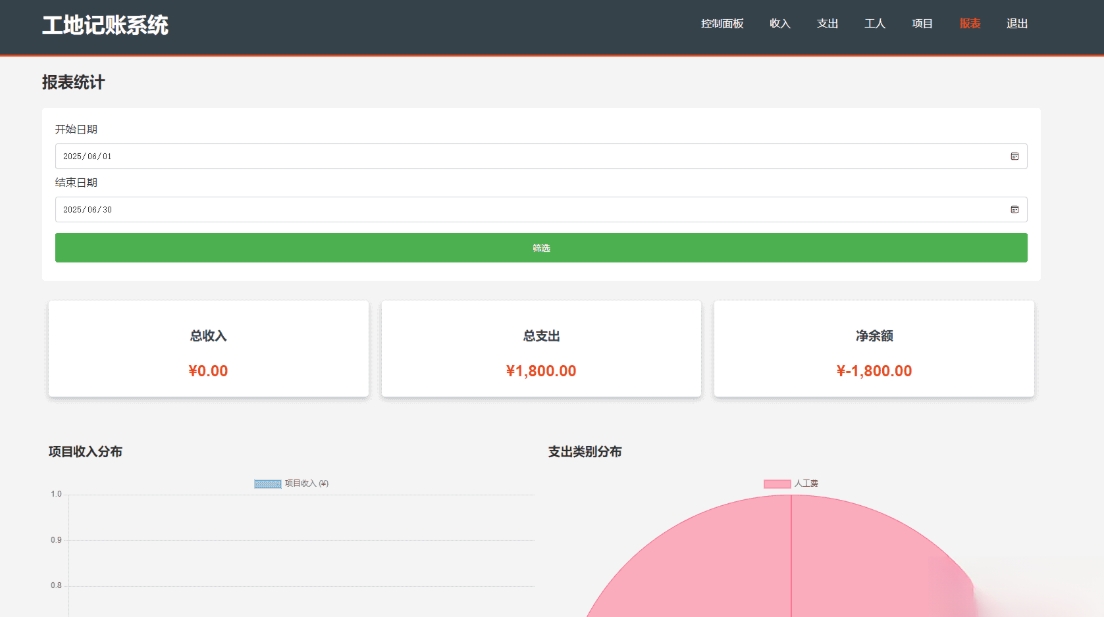 工地记账系统
控制面板 收入 支出 工人 项目 报表 退出
报表统计
开始日期
2025/06/01
结束日期
2025/06/30
筛选
总收入
¥0.00
总支出
¥1,800.00
净余额
¥-1,800.00
项目收入分布
项目收入 (¥)
1.0
0.9
0.8
支出类别分布
人工费